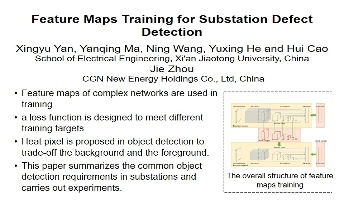 Feature Maps Training for Substation Defect
Detection
Xingyu Yan, Yanqing Ma, Ning Wang, Yuxing He and Hui Cao
School of Electrical Engineering, Xi'an Jiaotong University, China
Jie Zhou
CGN New Energy Holdings Co., Ltd, China
• Feature maps of complex networks are used in
training
• a loss function is designed to meet different
training targets
• Heat pixel is proposed in object detection to
trade-off the background and the foreground.
• This paper summarizes the common object
detection requirements in substations and
carries out experiments.
The overall structure of feature
maps training